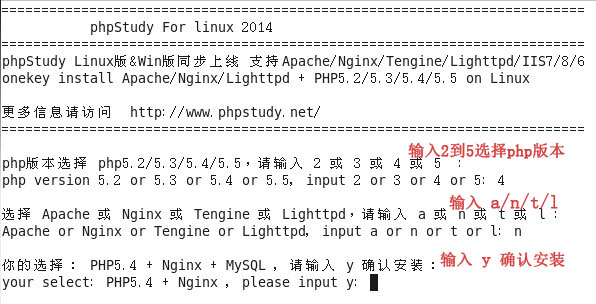 phpStudy For linux 2014
phpStudy Linux版&Win版同步上线 支持Apache/Nginx/Tengine/Lighttpd/IIS7/8/6
onekey install Apache/Nginx/Lighttpd + PHP5.2/5.3/5.4/5.5 on Linux
更多信息请访问 http://www.phpstudy.net/
输入2到5选择php版本
php版本选择 php5.2/5.3/5.4/5.5，请输入 2 或 3 或 4 或 5 ：
php version 5.2 or 5.3 or 5.4 or 5.5, input 2 or 3 or 4 or 5: 4
输入 a/n/t/l
选择 Apache 或 Nginx 或 Tengine 或 Lighttpd，请输入 a 或 n 或 t 或 l ：
Apache or Nginx or Tengine or Lighttpd, input a or n or t or l: n
你的选择： PHP5.4 + Nginx + MySQL ，请输入 y 确认安装：
输入 y 确认安装
your select: PHP5.4 + Nginx , please input y: